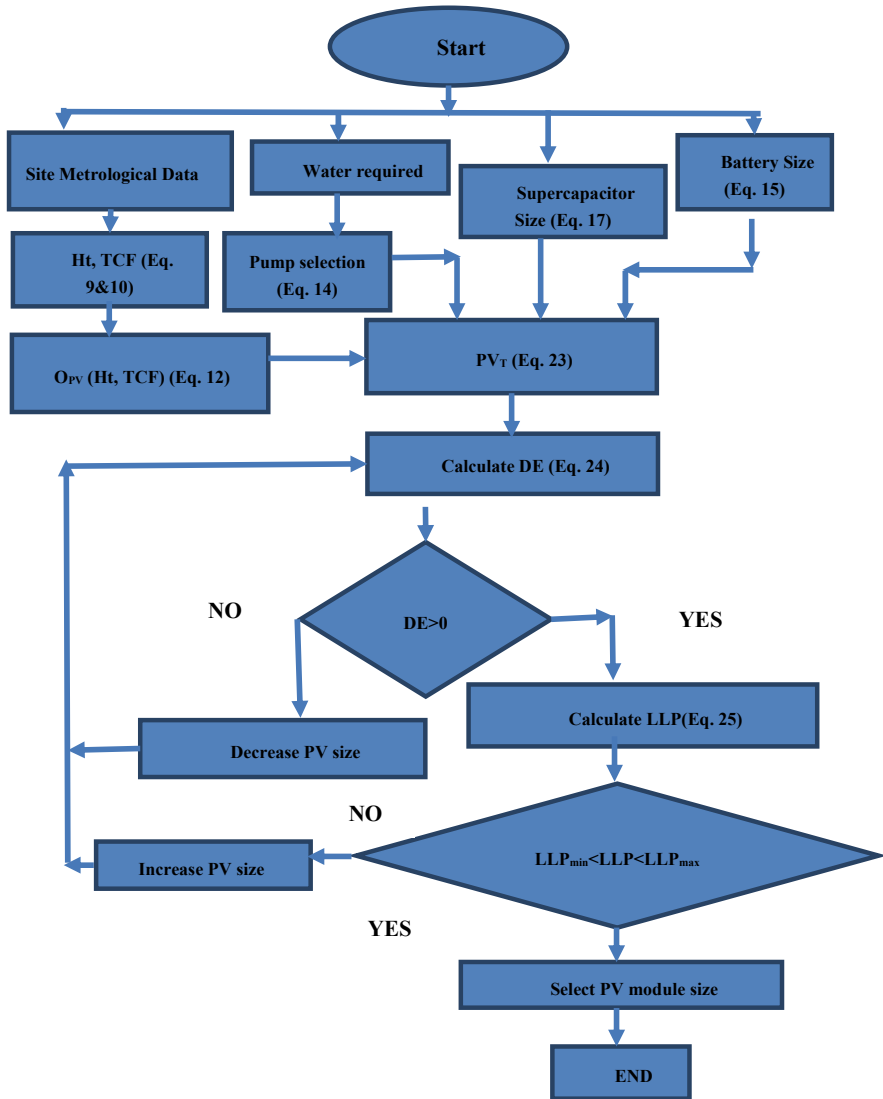 Start
Site Metrological Data
Water required
Supercapacitor
Size (Eq. 17)
Battery Size
(Eq. 15)
Ht, TCF (Eq.
9&10)
Pump selection
(Eq. 14)
OPV (Ht, TCF) (Eq. 12)
PVT (Eq. 23)
Calculate DE (Eq. 24)
NO
DE>0
YES
Calculate LLP(Eq. 25)
Decrease PV size
NO
LLPmin<LLP<LLPmax
Increase PV size
YES
Select PV module size
END